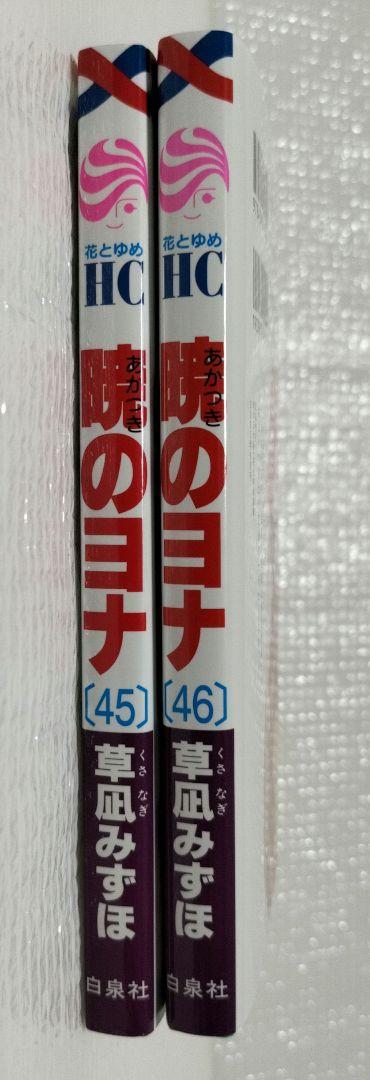 花とゆめ
HC
暁のヨナ
あかつき
〔45〕
草凪みずほ
くさなぎ
白泉社
花とゆめ
HC
暁のヨナ
あかつき
〔46〕
草凪みずほ
くさなぎ
白泉社